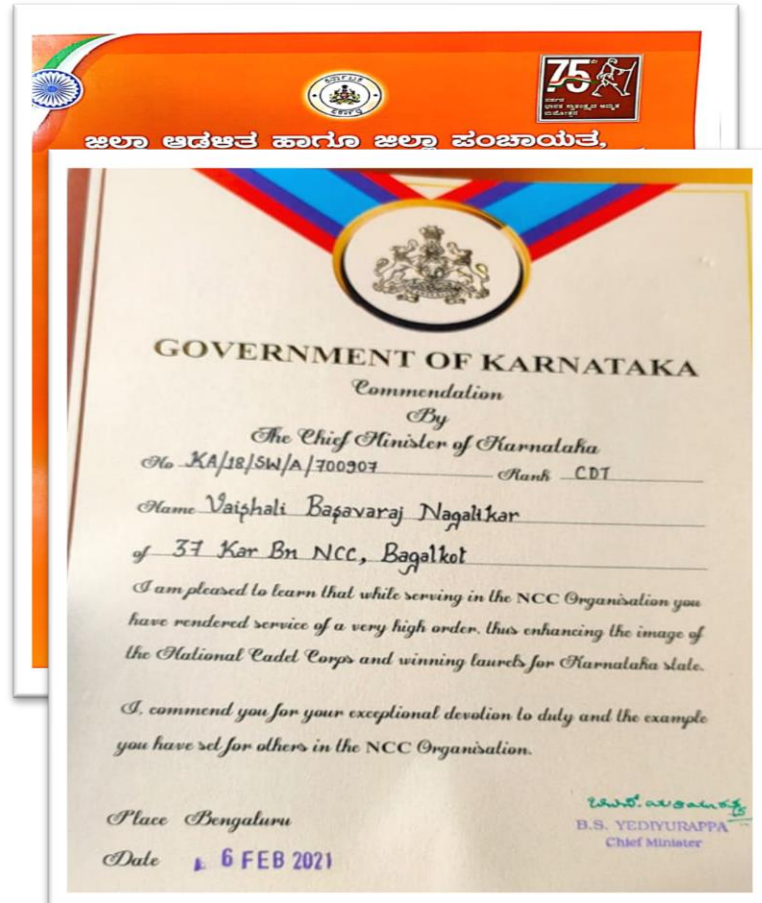 75ನೇ
ಜಿಲ್ಲಾ ಆಡಳಿತ ಹಾಗೂ ಜಿಲ್ಲಾ ಪಂಚಾಯತ,
GOVERNMENT OF KARNATAKA
Commendation
By
The Chief Minister of Karnataka
No KA/18/SW/A/700907 Rank CDT
Name Vaishali Basavaraj Nagalikar
of 37 Kar Bn NCC, Bagalkot
I am pleased to learn that while serving in the NCC Organisation you
have rendered service of a very high order, thus enhancing the image of
the National Cadet Corps and winning laurels for Karnataka state.
I, commend you for your exceptional devotion to duty and the example
you have set for others in the NCC Organisation.
B.S. YEDIYURAPPA
Chief Minister
Place Bengaluru
Date 6 FEB 2021